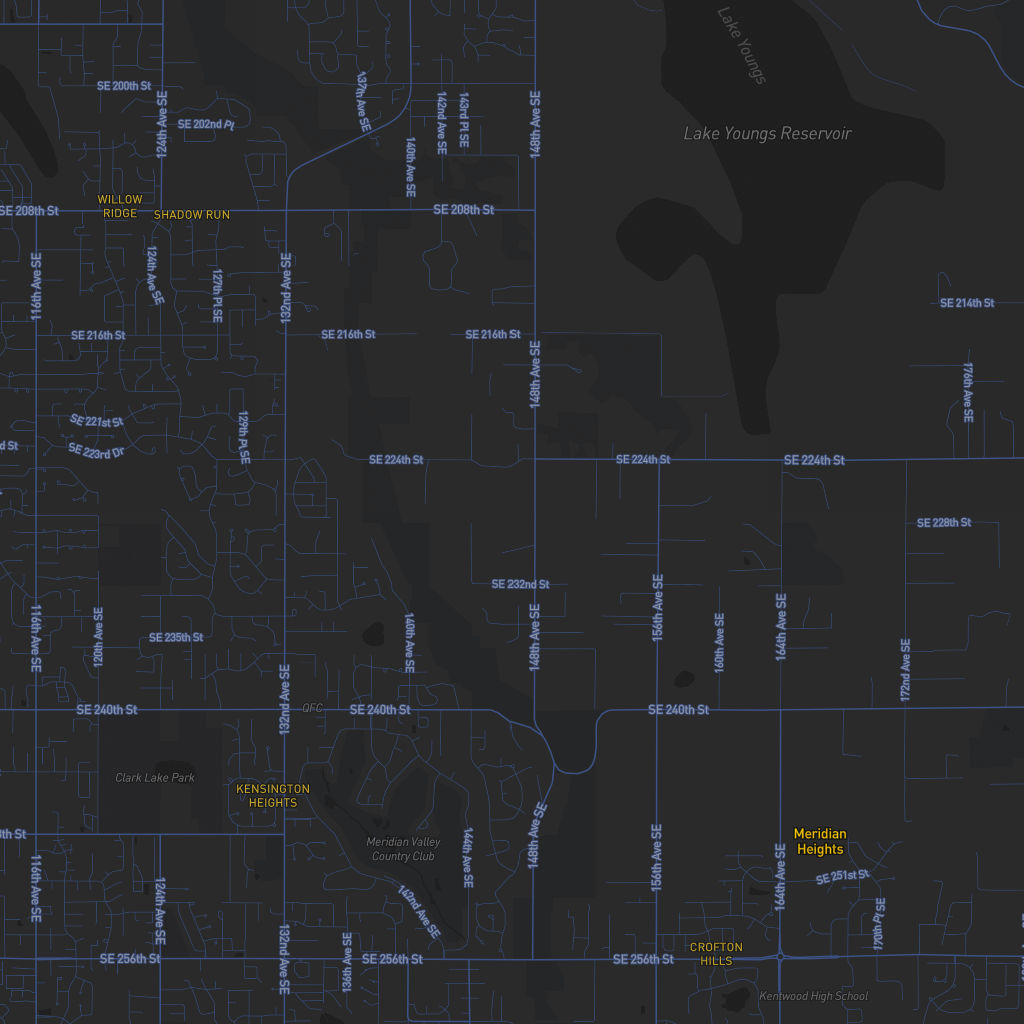 Lake Youngs
SE 200th St
137th Ave SE
142nd Ave SE
143rd Pl SE
148th Ave SE
124th Ave SE
SE 202nd Pl
140th Ave SE
Lake Youngs Reservoir
WILLOW
RIDGE
SHADOW RUN
SE 208th St
SE 208th St
116th Ave SE
124th Ave SE
127th Pl SE
132nd Ave SE
SE 214th St
SE 216th St
SE 216th St
SE 216th St
148th Ave SE
176th Ave SE
SE 221st St
129th Pl SE
d St
SE 223rd Dr
SE 224th St
SE 224th St
SE 224th St
SE 228th St
SE 232nd St
116th Ave SE
120th Ave SE
SE 235th St
140th Ave SE
148th Ave SE
156th Ave SE
160th Ave SE
164th Ave SE
172nd Ave SE
132nd Ave SE
SE 240th St
QFC
SE 240th St
SE 240th St
Clark Lake Park
KENSINGTON
HEIGHTS
8th St
Meridian Valley
Country Club
148th Ave SE
144th Ave SE
156th Ave SE
Meridian
Heights
164th Ave SE
SE 251st St
116th Ave SE
124th Ave SE
142nd Ave SE
170th Pl SE
132nd Ave SE
136th Ave SE
SE 256th St
SE 256th St
SE 256th St
CROFTON
HILLS
Kentwood High School